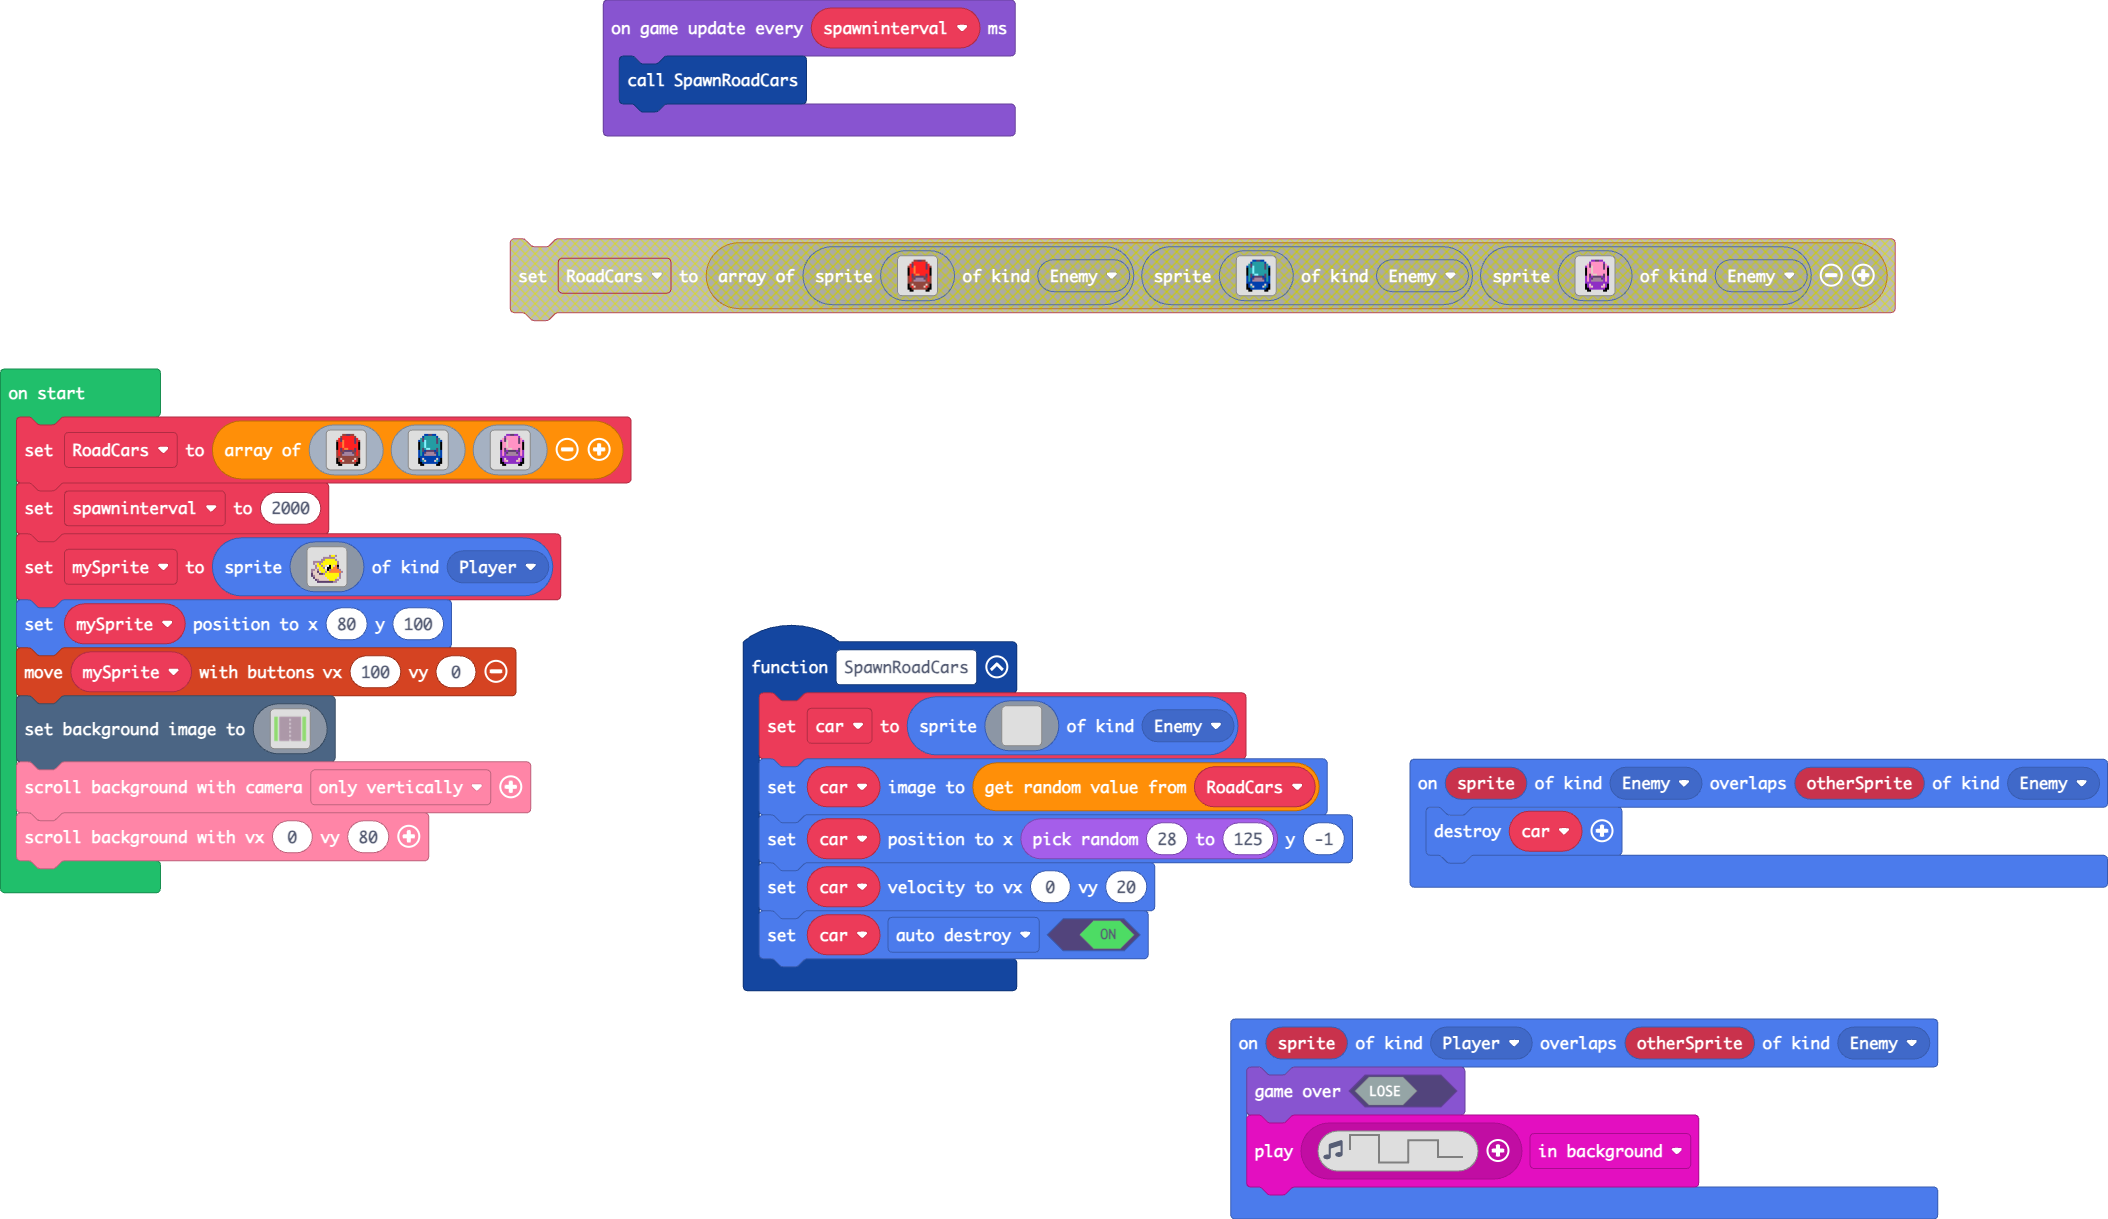 on game update every spawninterval ms
call SpawnRoadCars
set RoadCars to array of sprite of kind Enemy sprite of kind Enemy sprite of kind Enemy
on start
set RoadCars to array of
set spawninterval to 2000
set mySprite to sprite of kind Player
set mySprite position to x 80 y 100
move mySprite with buttons vx 100 vy 0
set background image to
scroll background with camera only vertically
scroll background with vx 0 vy 80
function SpawnRoadCars
set car to sprite of kind Enemy
set car image to get random value from RoadCars
set car position to x pick random 28 to 125 y -1
set car velocity to vx 0 vy 20
set car auto destroy ON
on sprite of kind Enemy overlaps otherSprite of kind Enemy
destroy car
on sprite of kind Player overlaps otherSprite of kind Enemy
game over LOSE
play in background